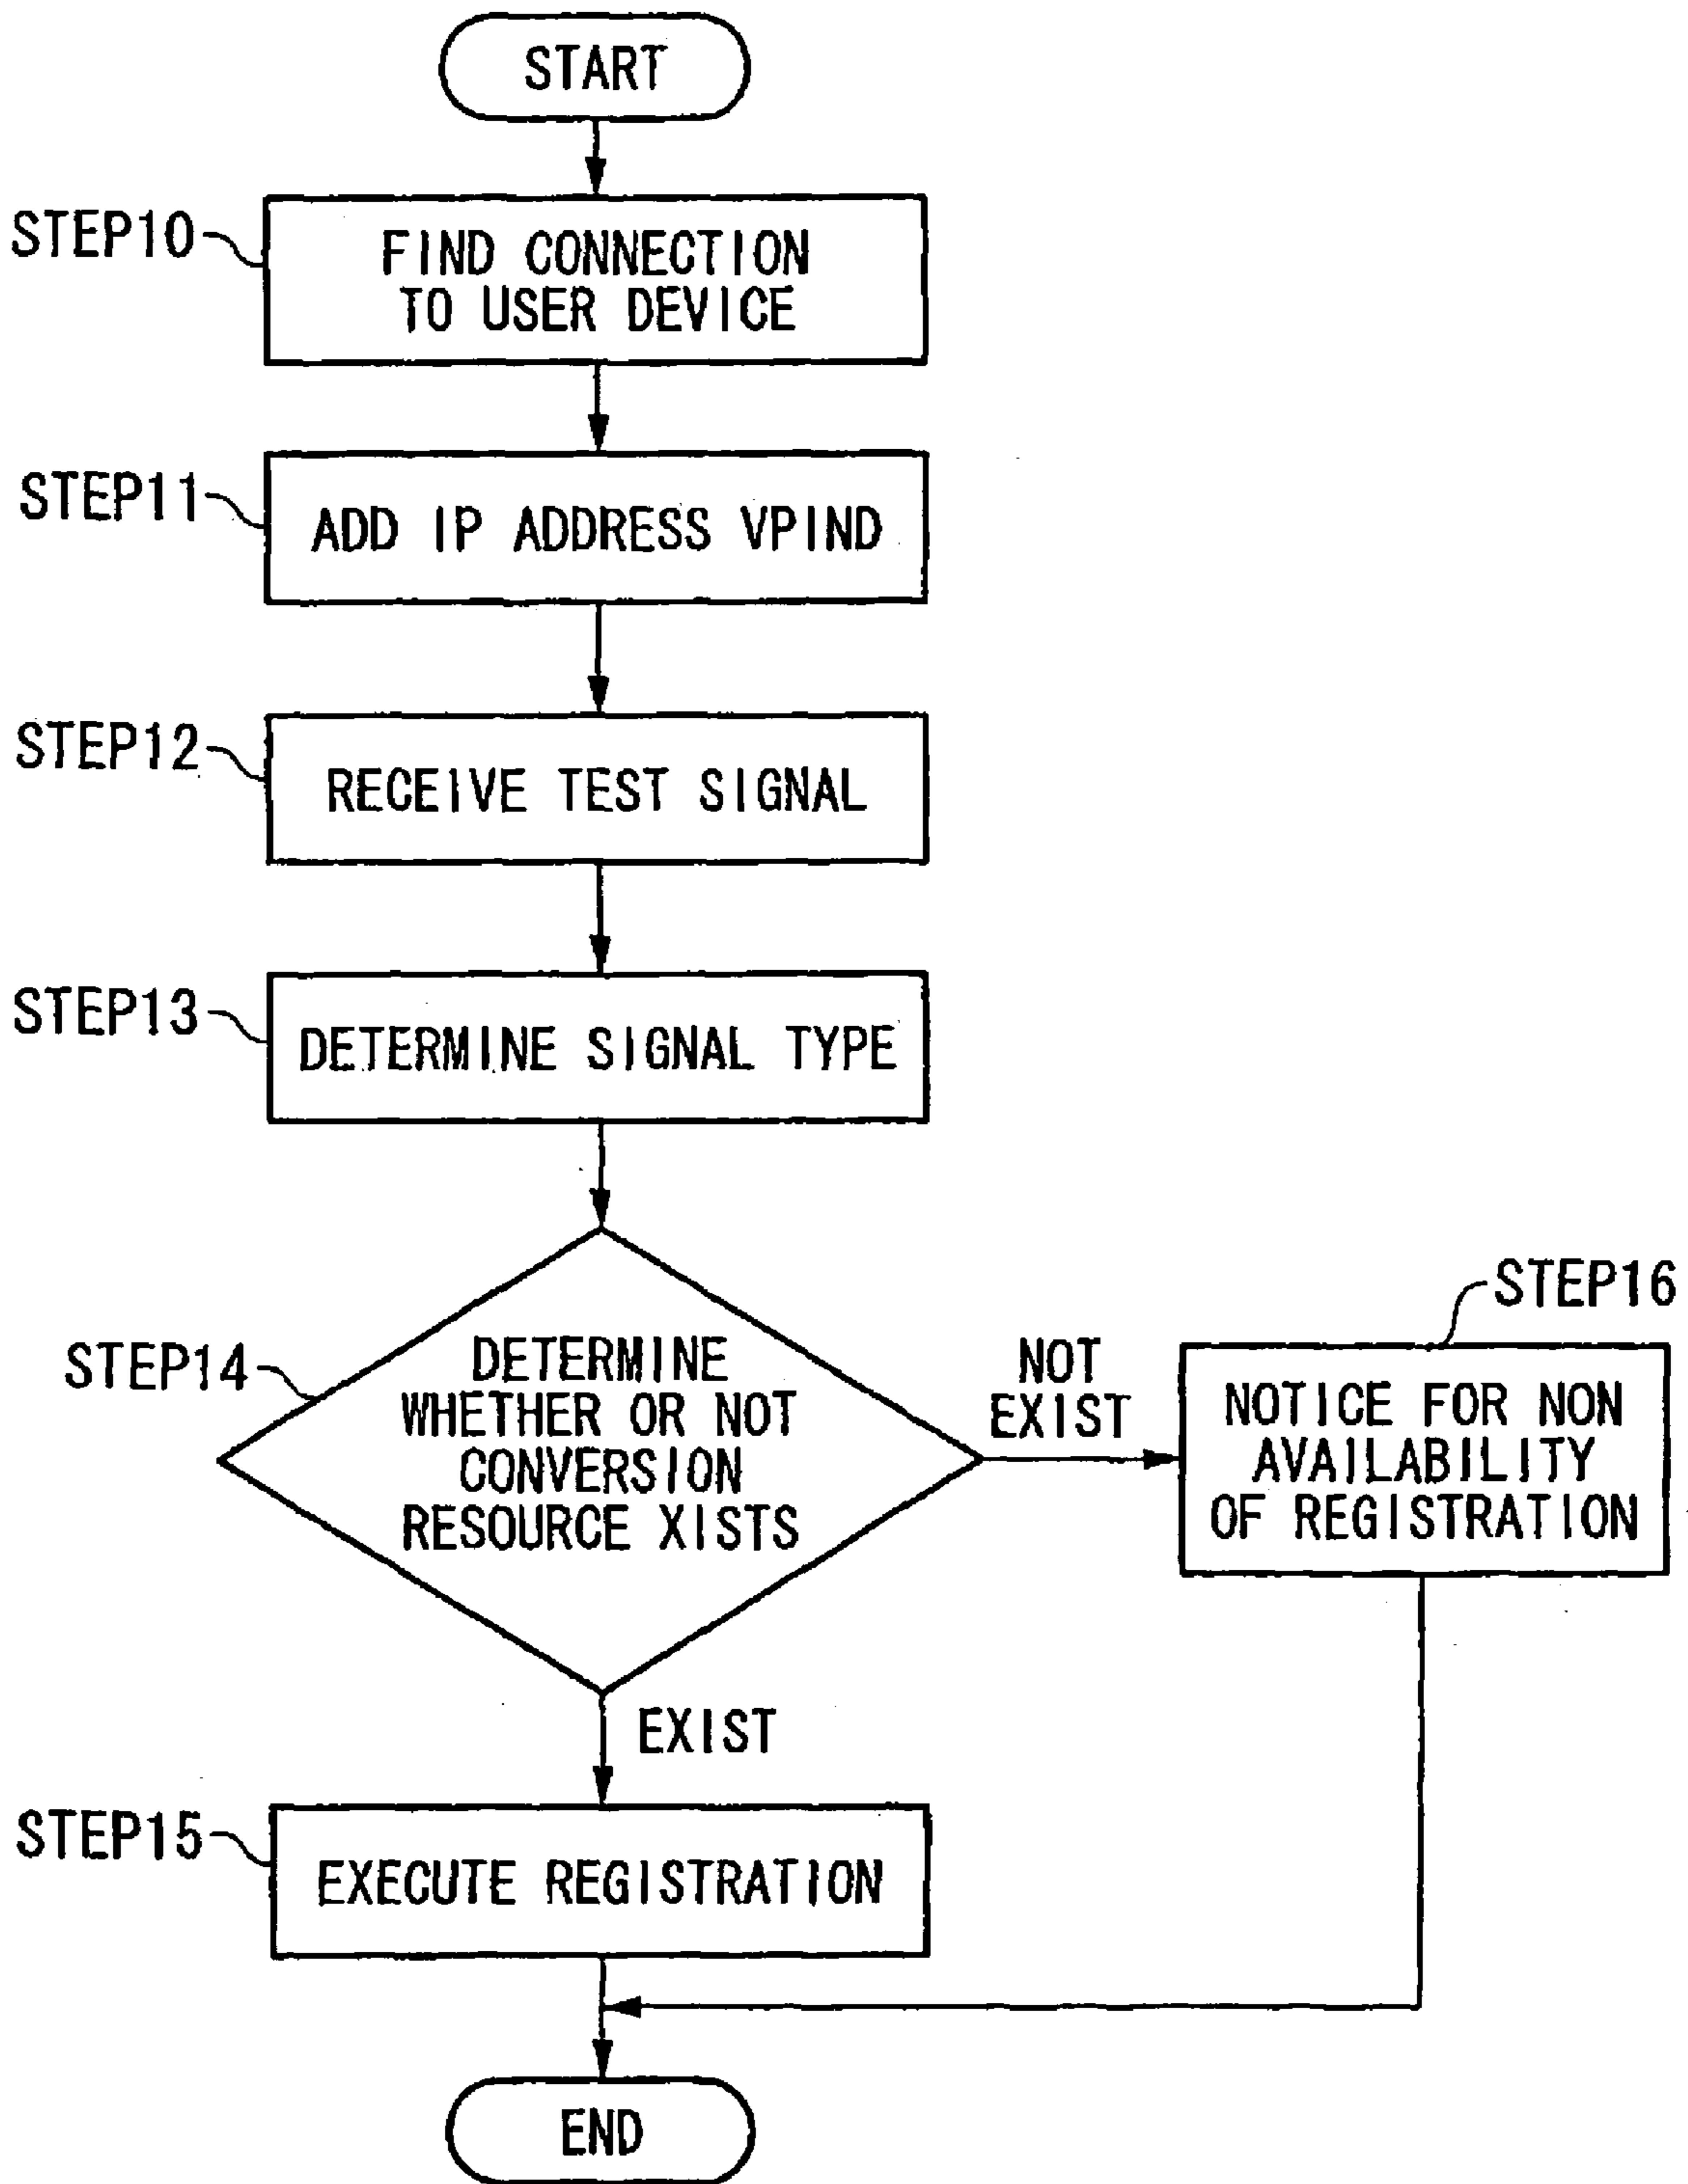 START
STEP10
FIND CONNECTION
TO USER DEVICE
STEP11
ADD IP ADDRESS VPIND
STEP12
RECEIVE TEST SIGNAL
STEP13
DETERMINE SIGNAL TYPE
STEP14
DETERMINE
WHETHER OR NOT
CONVERSION
RESOURCE XISTS
NOT
EXIST
STEP16
NOTICE FOR NON
AVAILABILITY
OF REGISTRATION
EXIST
STEP15
EXECUTE REGISTRATION
END